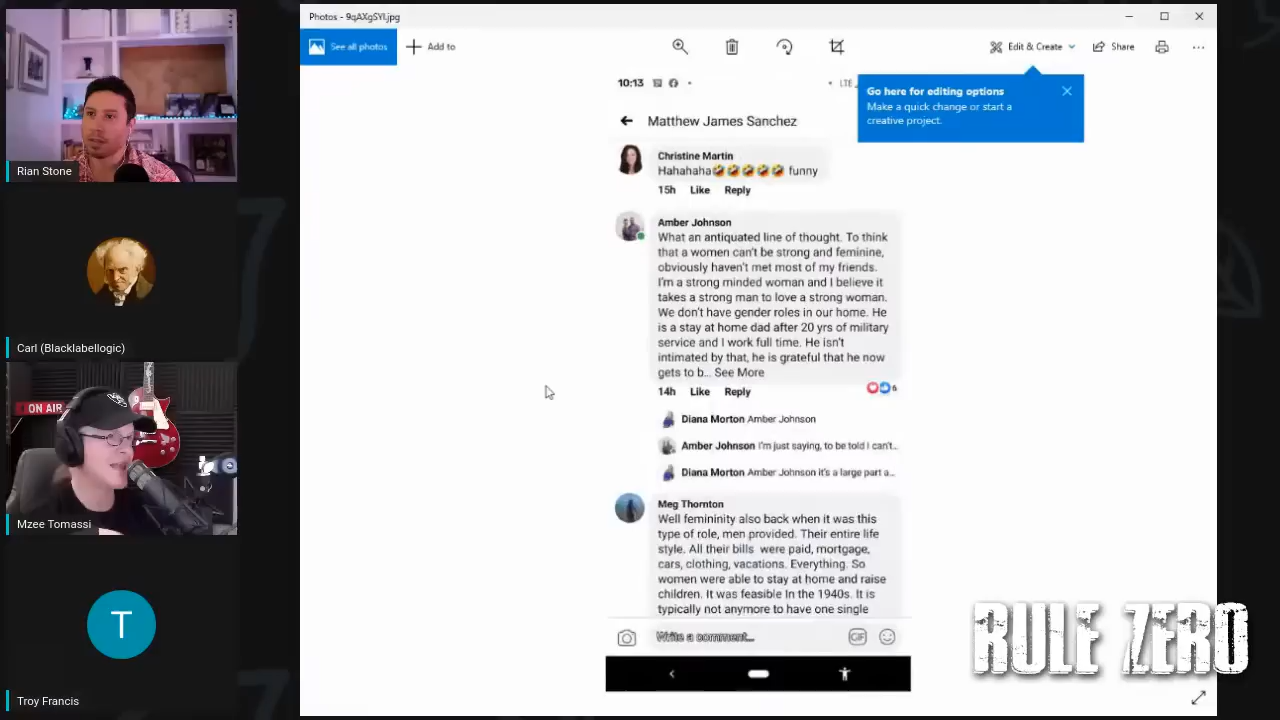 Photos - 9qAXgSYI.jpg
See all photos
Add to
Edit & Create
Share
Go here for editing options
Make a quick change or start a
creative project.
10:13
LTE
Matthew James Sanchez
Christine Martin
Hahahaha🤣🤣🤣🤣🤣 funny
15h Like Reply
Amber Johnson
What an antiquated line of thought. To think
that a women can't be strong and feminine,
obviously haven't met most of my friends.
I'm a strong minded woman and I believe it
takes a strong man to love a strong woman.
We don't have gender roles in our home. He
is a stay at home dad after 20 yrs of military
service and I work full time. He isn't
intimated by that, he is grateful that he now
gets to b... See More
14h Like Reply
6
Diana Morton Amber Johnson
Amber Johnson I'm just saying, to be told I can't...
Diana Morton Amber Johnson it's a large part a...
Meg Thornton
Well femininity also back when it was this
type of role, men provided. Their entire life
style. All their bills were paid, mortgage,
cars, clothing, vacations. Everything. So
women were able to stay at home and raise
children. It was feasible In the 1940s. It is
typically not anymore to have one single
Write a comment...
GIF
Rian Stone
Carl (Blacklabellogic)
ON AIR
Mzee Tomassi
T
Troy Francis
RULE ZERO